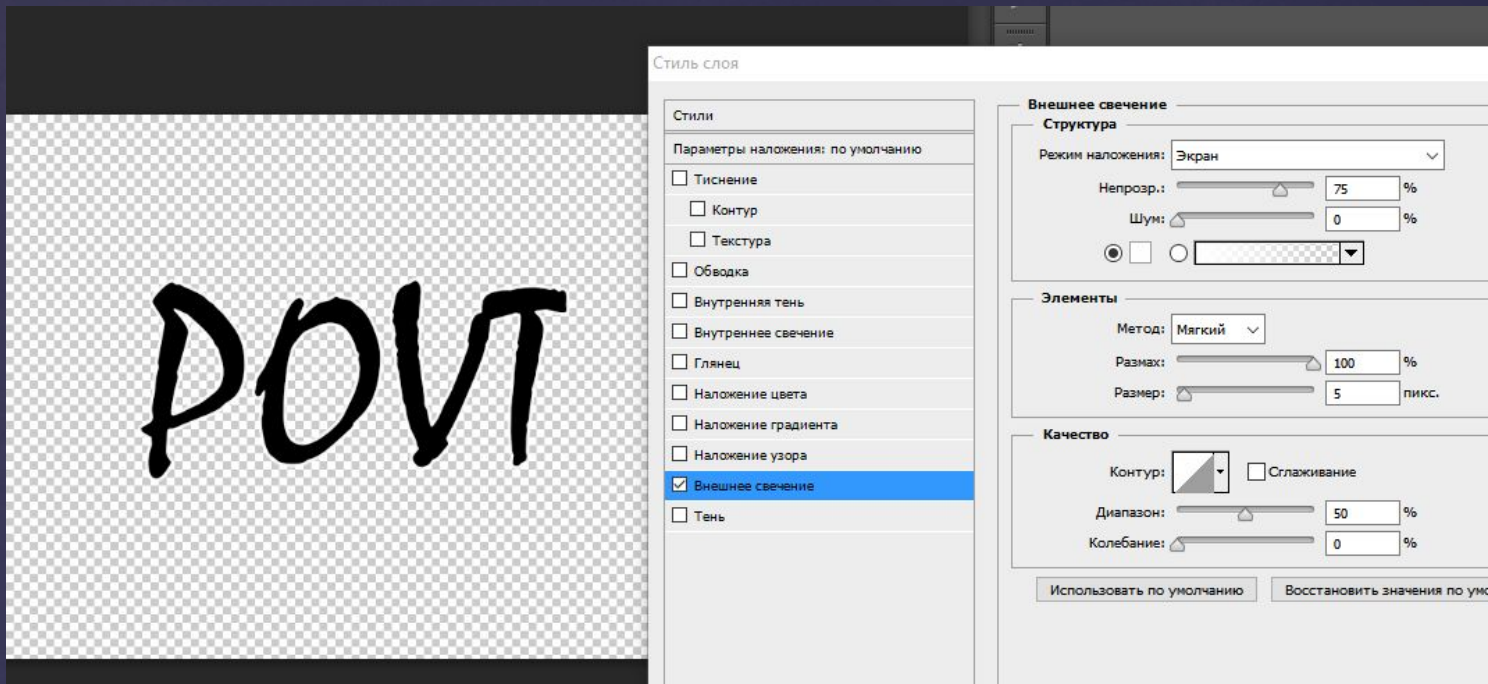 POVT
Стиль слоя
Стили
Параметры наложения: по умолчанию
Тиснение
Контур
Текстура
Обводка
Внутренняя тень
Внутреннее свечение
Глянец
Наложение цвета
Наложение градиента
Наложение узора
Внешнее свечение
Тень
Внешнее свечение
Структура
Режим наложения: Экран
Непрозр.: 75 %
Шум: 0 %
Элементы
Метод: Мягкий
Размах: 100 %
Размер: 5 пикс.
Качество
Контур: Сглаживание
Диапазон: 50 %
Колебание: 0 %
Использовать по умолчанию Восстановить значения по умо